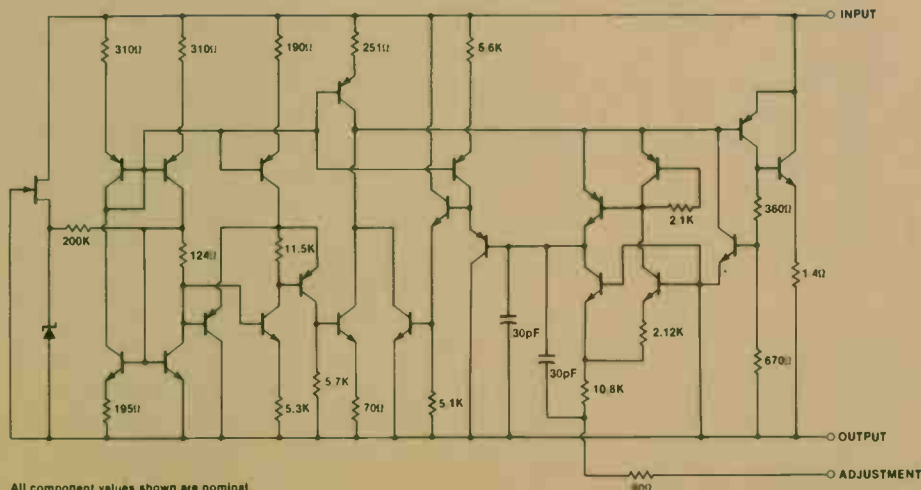 INPUT
310Ω 310Ω 190Ω 251Ω 5.6K
200K 124Ω 11.5K 2.1K 360Ω
1.4Ω
30pF 2.12K
30pF
195Ω 5.3K 5.7K 70Ω 5.1K 10.8K 670Ω
OUTPUT
ADJUSTMENT
All component values shown are nominal